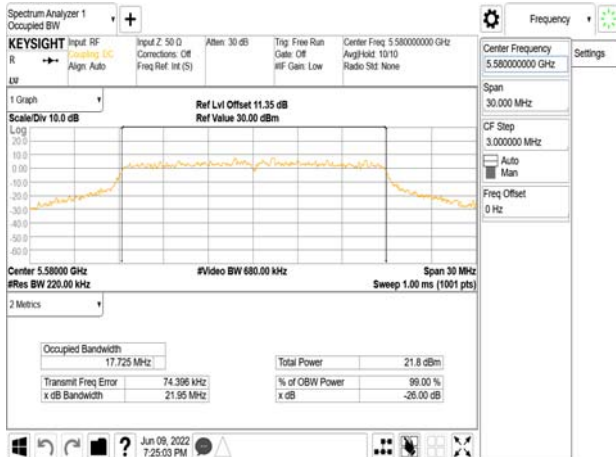 Spectrum Analyzer 1
Occupied BW
Frequency
KEYSIGHT
R
Input: RF
Coupling: DC
Align: Auto
Input Z: 50 Ω
Corrections: Off
Freq Ref: Int (S)
Atten: 30 dB
Trig: Free Run
Gate: Off
#IF Gain: Low
Center Freq: 5.580000000 GHz
Avg|Hold: 10/10
Radio Std: None
1 Graph
Scale/Div 10.0 dB
Ref Lvl Offset 11.35 dB
Ref Value 30.00 dBm
Log
20.0
10.0
0.00
-10.0
-20.0
-30.0
-40.0
-50.0
-60.0
Center 5.58000 GHz
#Res BW 220.00 kHz
#Video BW 680.00 kHz
Span 30 MHz
Sweep 1.00 ms (1001 pts)
2 Metrics
Occupied Bandwidth
17.725 MHz
Transmit Freq Error 74.396 kHz
x dB Bandwidth 21.95 MHz
Total Power 21.8 dBm
% of OBW Power 99.00 %
x dB -26.00 dB
Center Frequency
5.580000000 GHz
Span
30.000 MHz
CF Step
3.000000 MHz
Auto
Man
Freq Offset
0 Hz
Settings
?
Jun 09, 2022
7:25:03 PM